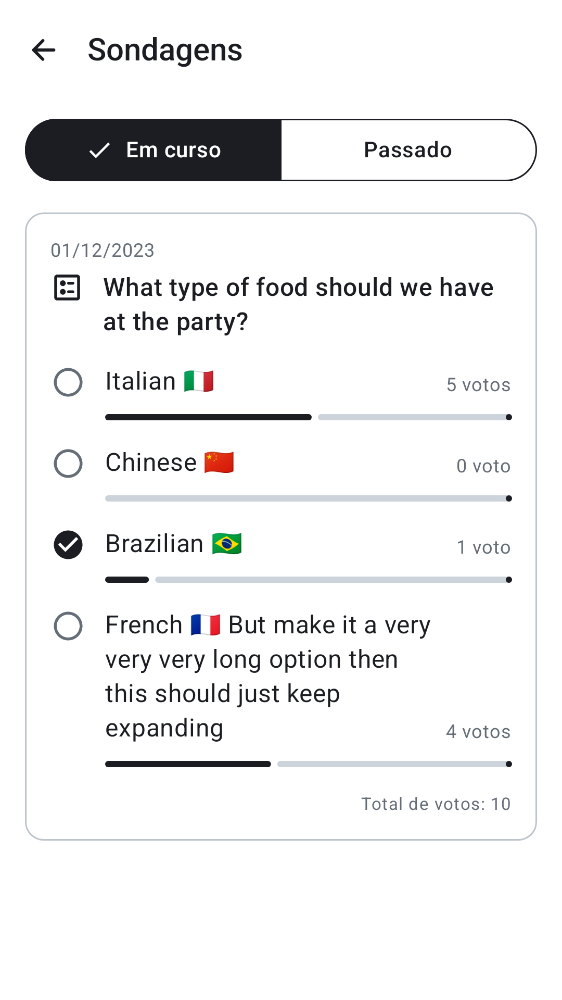 Sondagens
Em curso
Passado
01/12/2023
What type of food should we have
at the party?
Italian 🇮🇹
5 votos
Chinese 🇨🇳
0 voto
Brazilian 🇧🇷
1 voto
French 🇫🇷 But make it a very
very very long option then
this should just keep
expanding
4 votos
Total de votos: 10